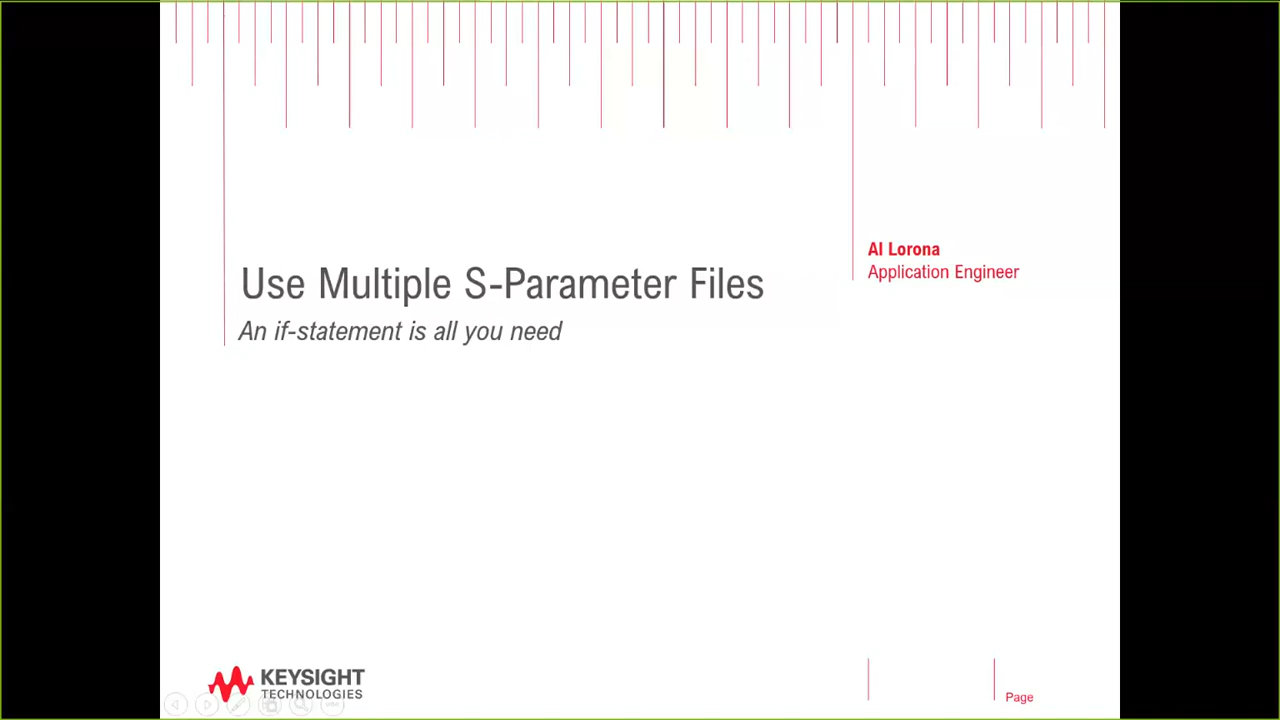 Al Lorona
Application Engineer
Use Multiple S-Parameter Files
An if-statement is all you need
KEYSIGHT
TECHNOLOGIES
Page